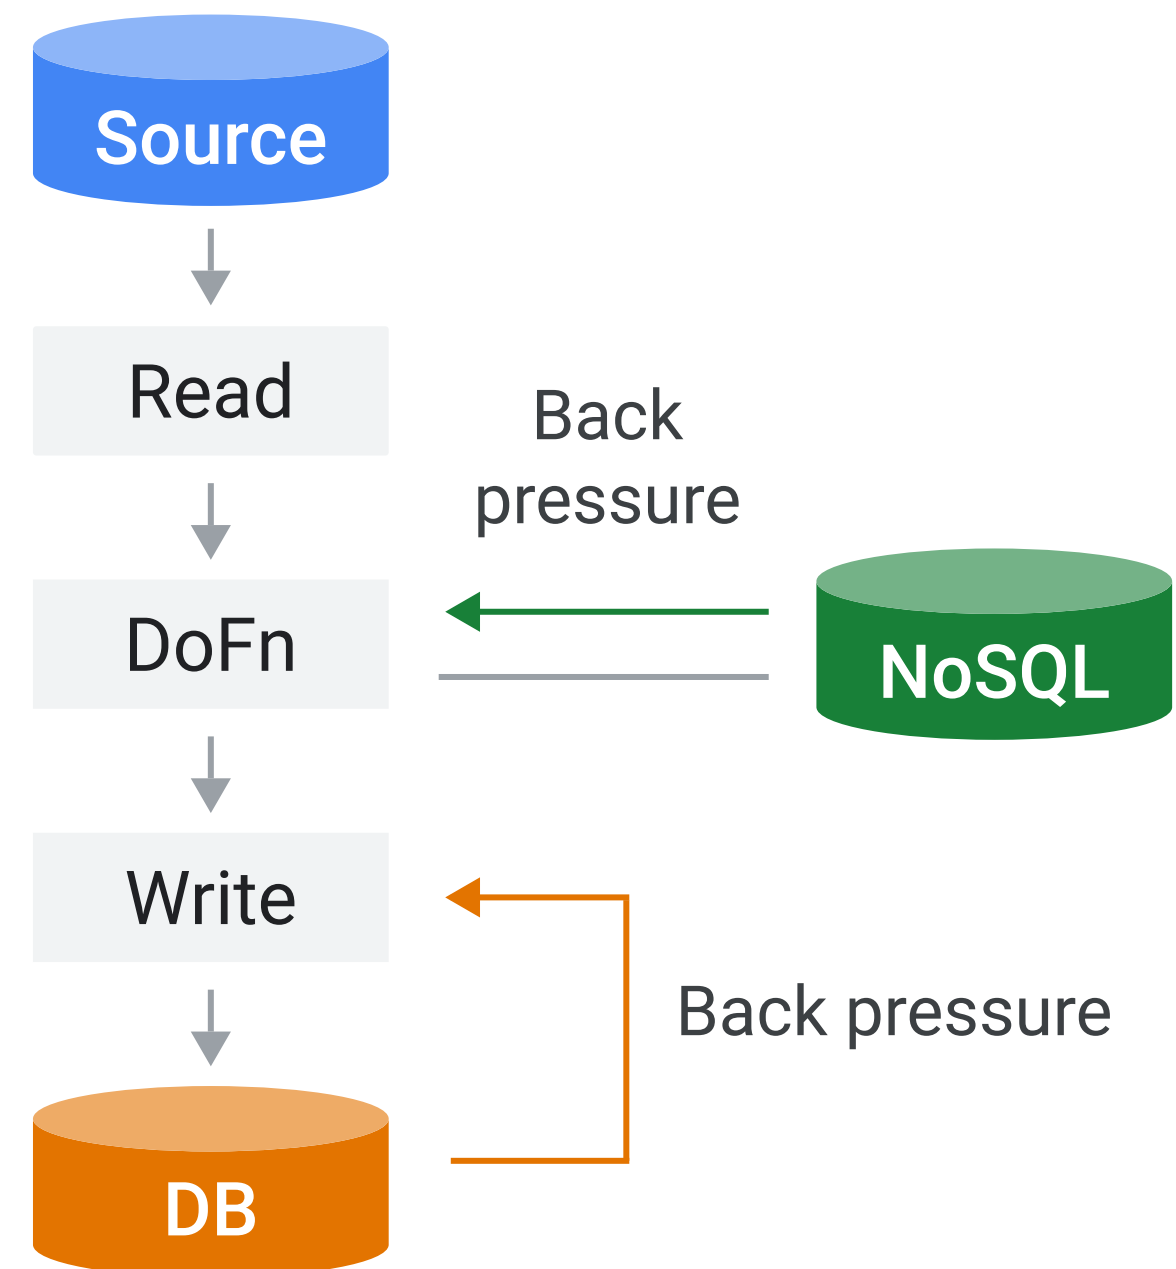 Source
Read
Back
pressure
DoFn
NoSQL
Write
Back pressure
DB